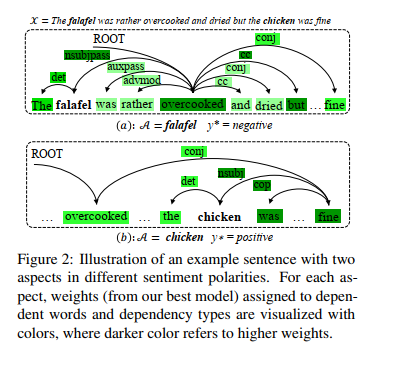 X = The falafel was rather overcooked and dried but the chicken was fine
ROOT
conj
nsubjpass
cc
auxpass
conj
det
advmod
cc
The falafel was rather overcooked and dried but ... fine
(a): A = falafel y* = negative
ROOT
conj
nsubj
det
cop
... overcooked ... the chicken was ... fine
(b): A = chicken y* = positive
Figure 2: Illustration of an example sentence with two
aspects in different sentiment polarities. For each as-
pect, weights (from our best model) assigned to depen-
dent words and dependency types are visualized with
colors, where darker color refers to higher weights.